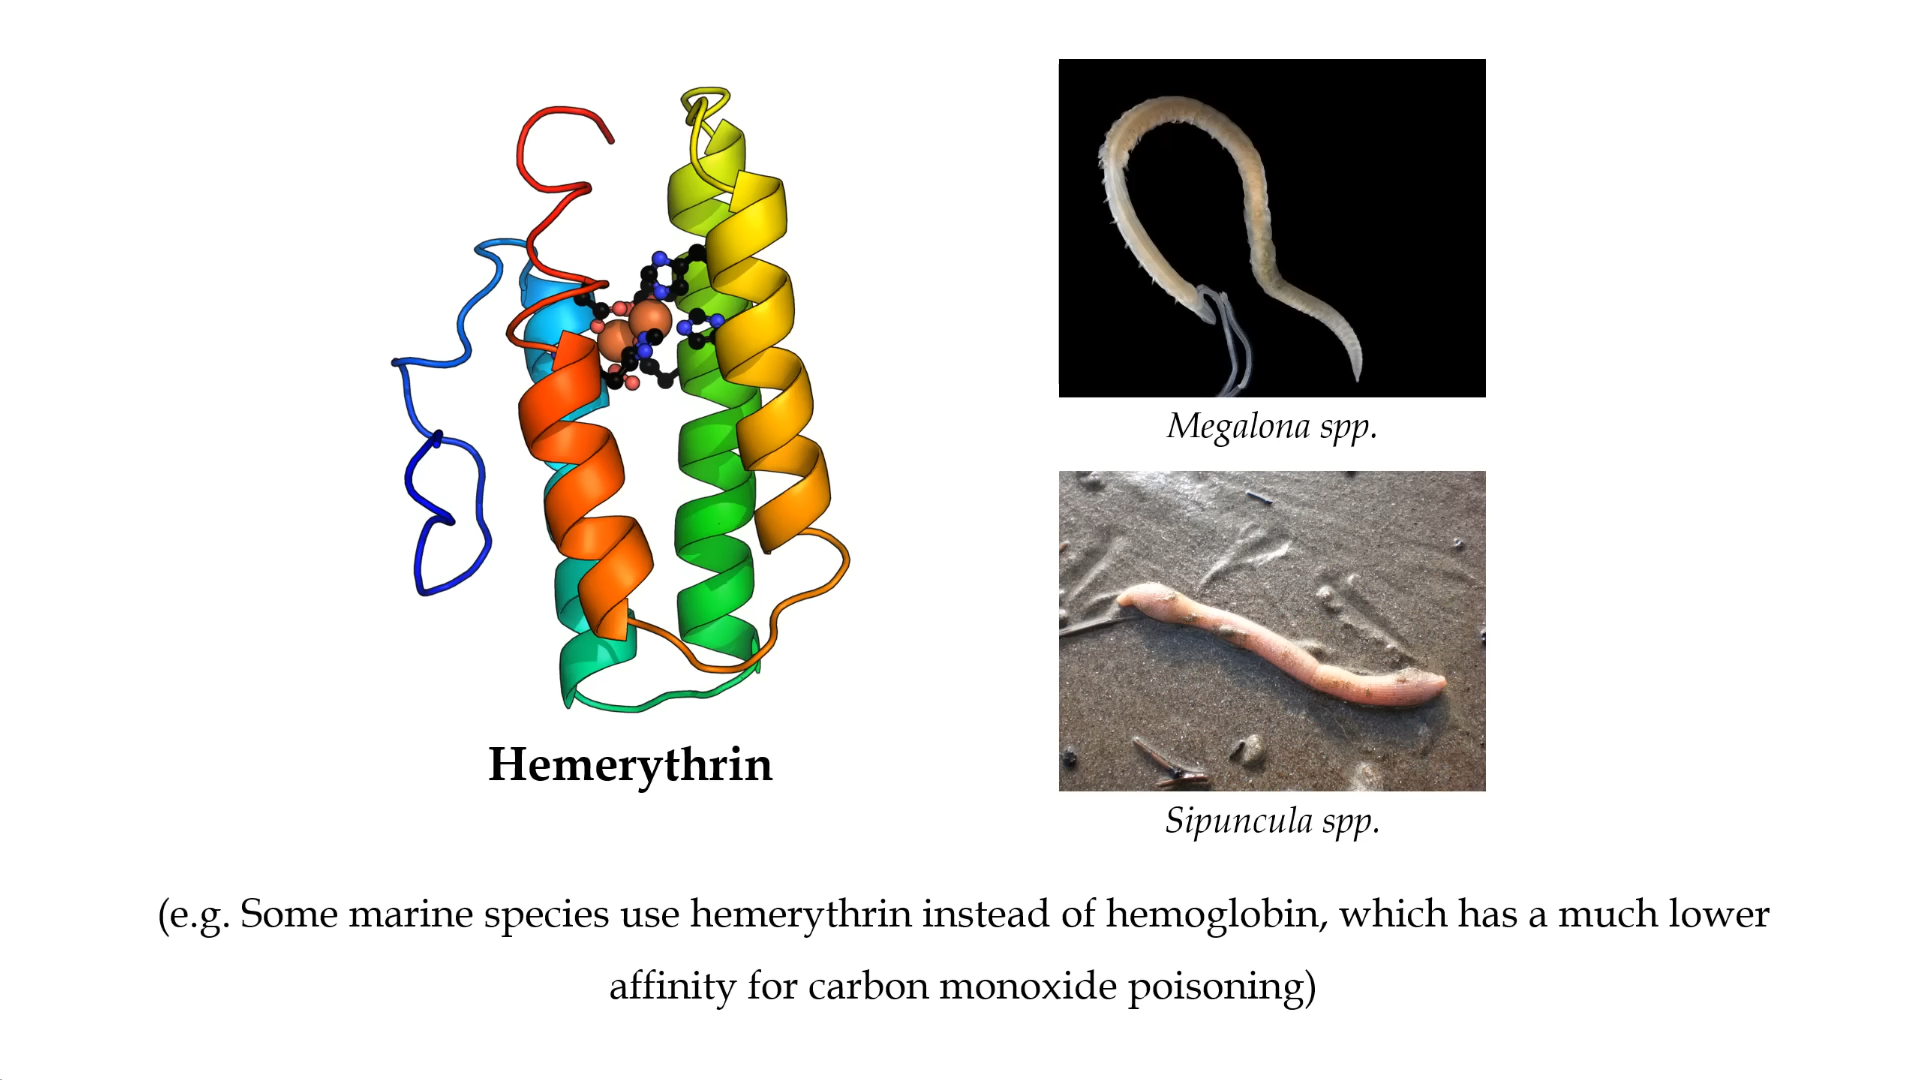 Megalona spp.
Hemerythrin
Sipuncula spp.
(e.g. Some marine species use hemerythrin instead of hemoglobin, which has a much lower
affinity for carbon monoxide poisoning)